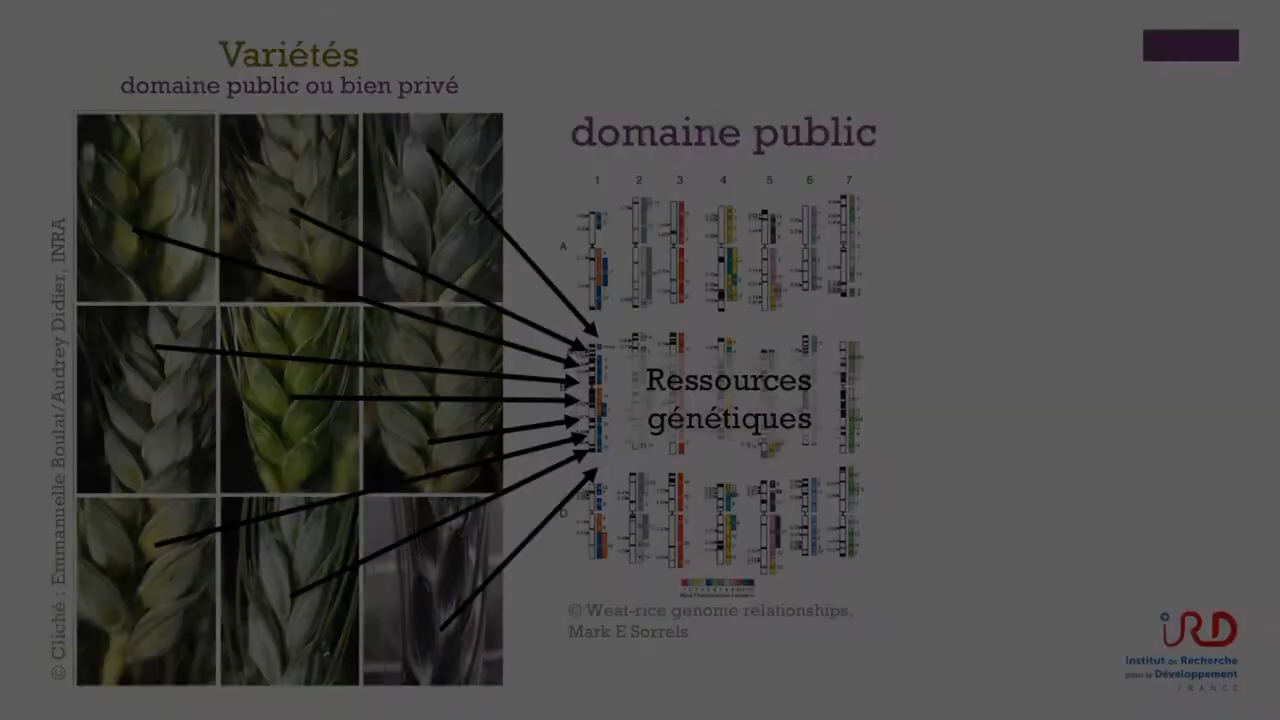 Variétés
domaine public ou bien privé
© Cliché : Emmanuelle Boulat/Audrey Didier, INRA
domaine public
1 2 3 4 5 6 7
A
Ressources
génétiques
D
© Weat-rice genome relationships,
Mark E Sorrels
IRD
Institut de Recherche
pour le Développement
FRANCE